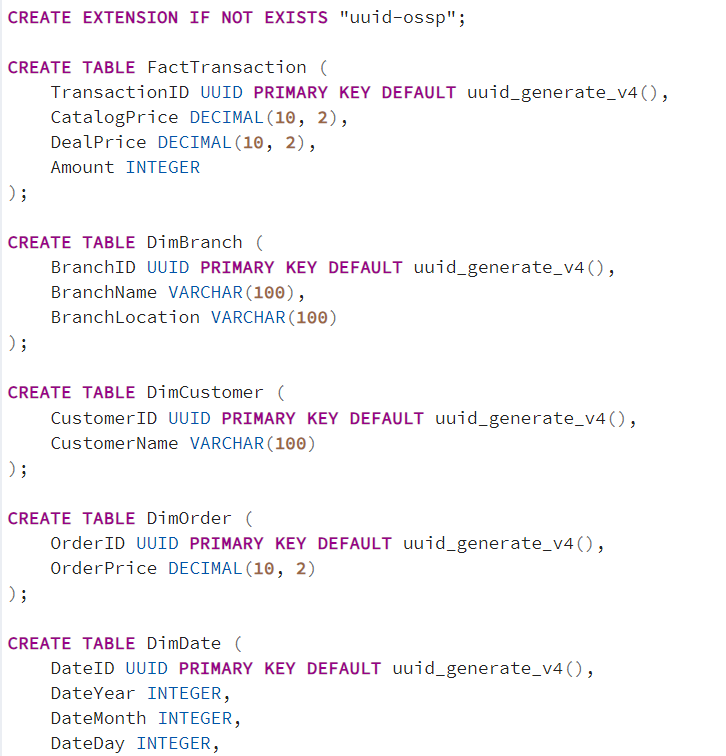 CREATE EXTENSION IF NOT EXISTS "uuid-ossp";
CREATE TABLE FactTransaction (
    TransactionID UUID PRIMARY KEY DEFAULT uuid_generate_v4(),
    CatalogPrice DECIMAL(10, 2),
    DealPrice DECIMAL(10, 2),
    Amount INTEGER
);
CREATE TABLE DimBranch (
    BranchID UUID PRIMARY KEY DEFAULT uuid_generate_v4(),
    BranchName VARCHAR(100),
    BranchLocation VARCHAR(100)
);
CREATE TABLE DimCustomer (
    CustomerID UUID PRIMARY KEY DEFAULT uuid_generate_v4(),
    CustomerName VARCHAR(100)
);
CREATE TABLE DimOrder (
    OrderID UUID PRIMARY KEY DEFAULT uuid_generate_v4(),
    OrderPrice DECIMAL(10, 2)
);
CREATE TABLE DimDate (
    DateID UUID PRIMARY KEY DEFAULT uuid_generate_v4(),
    DateYear INTEGER,
    DateMonth INTEGER,
    DateDay INTEGER,